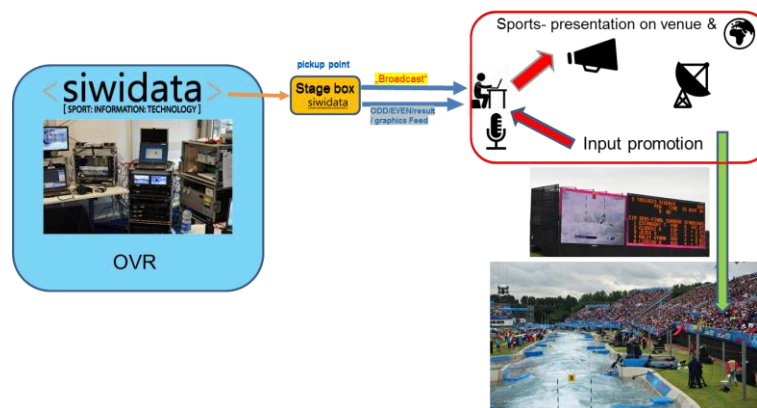 Sports- presentation on venue &
pickup point
siwidata
[ SPORT: INFORMATION: TECHNOLOGY ]
Stage box
siwidata
„Broadcast“
ODD/EVEN/result
/ graphics Feed
Input promotion
OVR